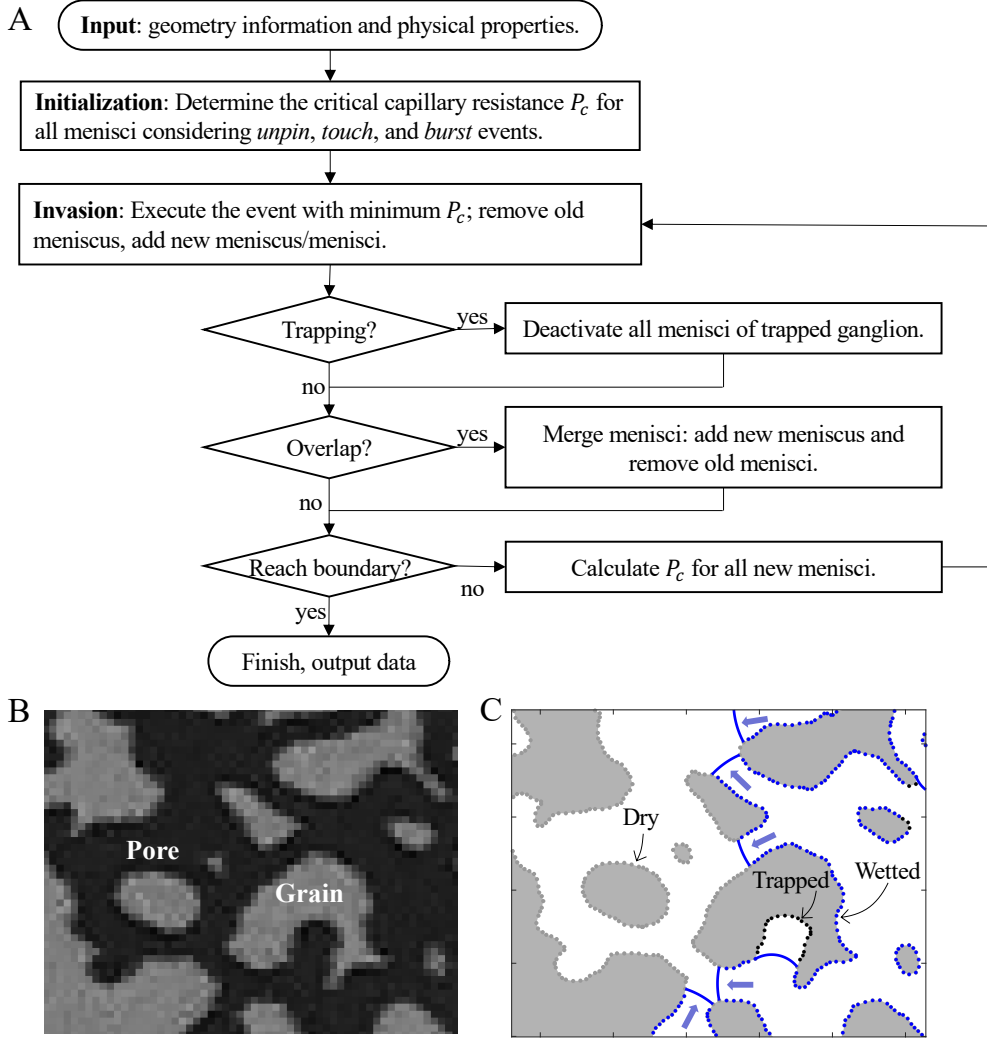 A
Input: geometry information and physical properties.
Initialization: Determine the critical capillary resistance P_c for
all menisci considering unpin, touch, and burst events.
Invasion: Execute the event with minimum P_c; remove old
meniscus, add new meniscus/menisci.
Trapping?
yes
Deactivate all menisci of trapped ganglion.
no
Overlap?
yes
Merge menisci: add new meniscus and
remove old menisci.
no
Reach boundary?
no
Calculate P_c for all new menisci.
yes
Finish, output data
B
Pore
Grain
C
Dry
Trapped
Wetted